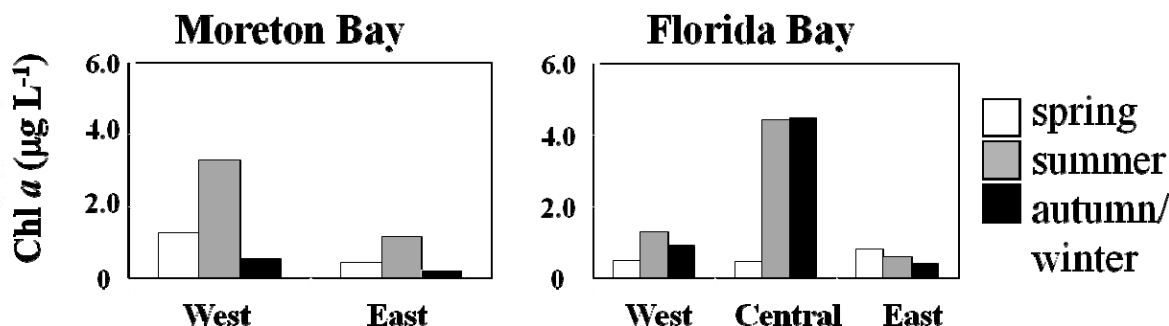 Moreton Bay
Florida Bay
Chl a (µg L-1)
6.0
4.0
2.0
0
West
East
6.0
4.0
2.0
0
West
Central
East
spring
summer
autumn/
winter